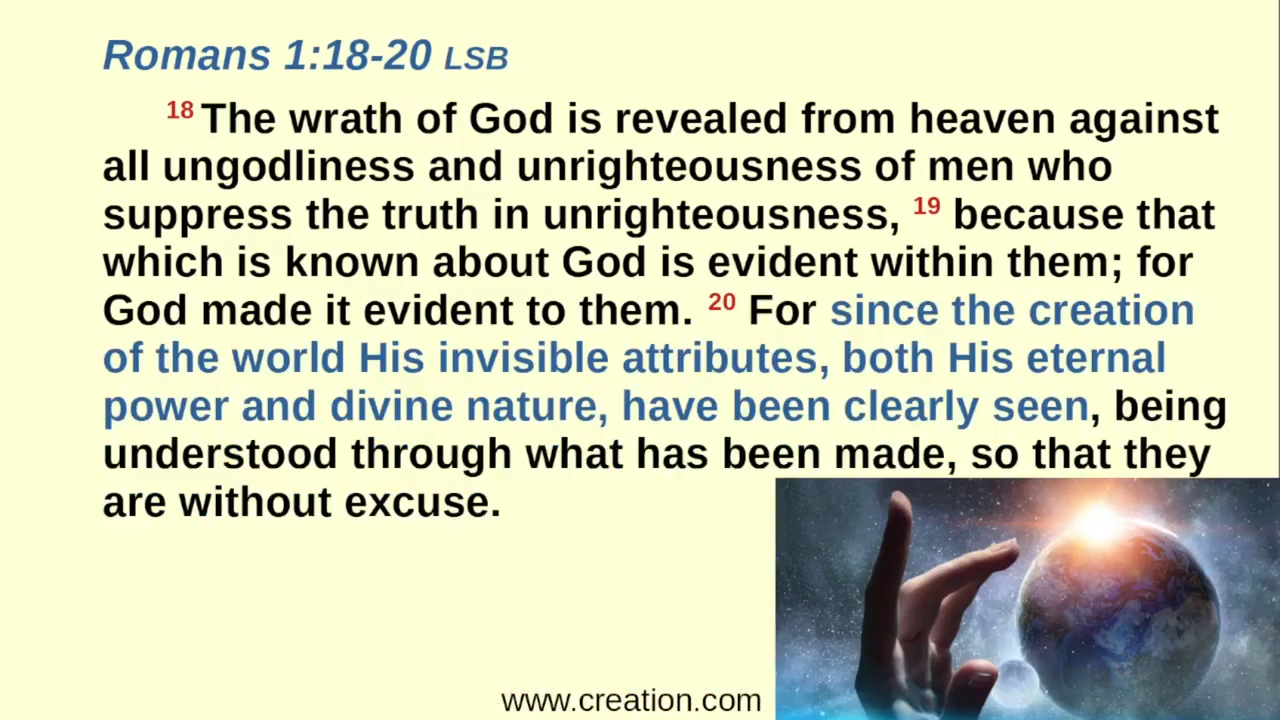 Romans 1:18-20 LSB
18 The wrath of God is revealed from heaven against
all ungodliness and unrighteousness of men who
suppress the truth in unrighteousness, 19 because that
which is known about God is evident within them; for
God made it evident to them. 20 For since the creation
of the world His invisible attributes, both His eternal
power and divine nature, have been clearly seen, being
understood through what has been made, so that they
are without excuse.
www.creation.com